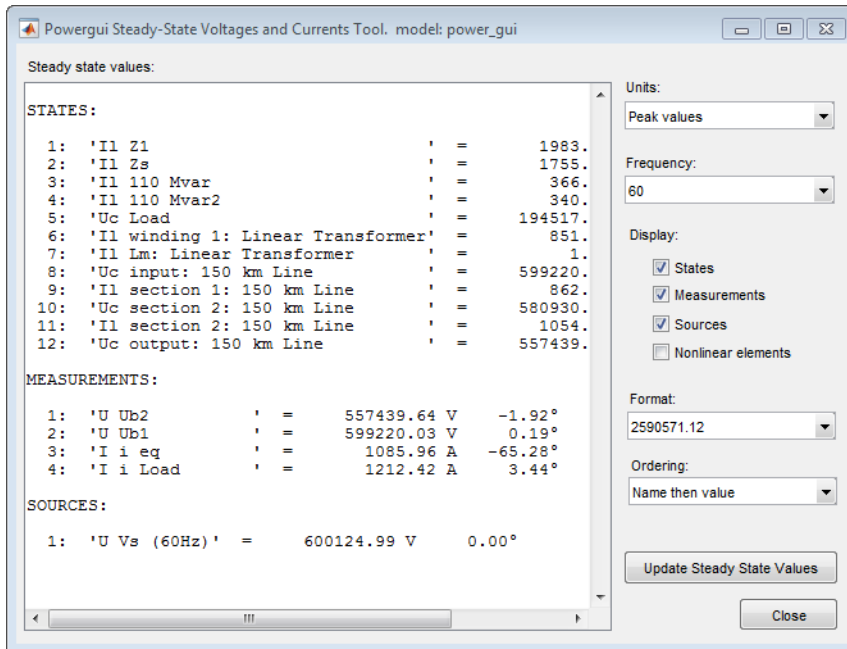 Powergui Steady-State Voltages and Currents Tool. model: power_gui
Steady state values:
STATES:
1: 'Il Z1 ' = 1983.
2: 'Il Zs ' = 1755.
3: 'Il 110 Mvar ' = 366.
4: 'Il 110 Mvar2 ' = 340.
5: 'Uc Load ' = 194517.
6: 'Il winding 1: Linear Transformer' = 851.
7: 'Il Lm: Linear Transformer ' = 1.
8: 'Uc input: 150 km Line ' = 599220.
9: 'Il section 1: 150 km Line ' = 862.
10: 'Uc section 2: 150 km Line ' = 580930.
11: 'Il section 2: 150 km Line ' = 1054.
12: 'Uc output: 150 km Line ' = 557439.
MEASUREMENTS:
1: 'U Ub2 ' = 557439.64 V -1.92°
2: 'U Ub1 ' = 599220.03 V 0.19°
3: 'I i eq ' = 1085.96 A -65.28°
4: 'I i Load ' = 1212.42 A 3.44°
SOURCES:
1: 'U Vs (60Hz)' = 600124.99 V 0.00°
Units:
Peak values
Frequency:
60
Display:
States
Measurements
Sources
Nonlinear elements
Format:
2590571.12
Ordering:
Name then value
Update Steady State Values
Close